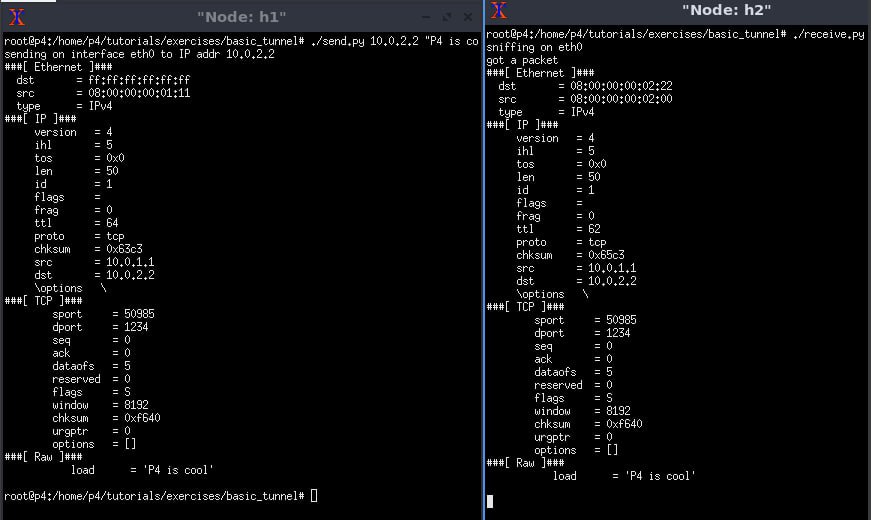 "Node: h1"
root@p4:/home/p4/tutorials/exercises/basic_tunnel# ./send.py 10.0.2.2 "P4 is co
sending on interface eth0 to IP addr 10.0.2.2
###[ Ethernet ]###
dst = ff:ff:ff:ff:ff:ff
src = 08:00:00:00:01:11
type = IPv4
###[ IP ]###
version = 4
ihl = 5
tos = 0x0
len = 50
id = 1
flags =
frag = 0
ttl = 64
proto = tcp
chksum = 0x63c3
src = 10.0.1.1
dst = 10.0.2.2
\options \
###[ TCP ]###
sport = 50985
dport = 1234
seq = 0
ack = 0
dataofs = 5
reserved = 0
flags = S
window = 8192
chksum = 0xf640
urgptr = 0
options = []
###[ Raw ]###
load = 'P4 is cool'
root@p4:/home/p4/tutorials/exercises/basic_tunnel#
"Node: h2"
root@p4:/home/p4/tutorials/exercises/basic_tunnel# ./receive.py
sniffing on eth0
got a packet
###[ Ethernet ]###
dst = 08:00:00:00:02:22
src = 08:00:00:00:02:00
type = IPv4
###[ IP ]###
version = 4
ihl = 5
tos = 0x0
len = 50
id = 1
flags =
frag = 0
ttl = 62
proto = tcp
chksum = 0x65c3
src = 10.0.1.1
dst = 10.0.2.2
\options \
###[ TCP ]###
sport = 50985
dport = 1234
seq = 0
ack = 0
dataofs = 5
reserved = 0
flags = S
window = 8192
chksum = 0xf640
urgptr = 0
options = []
###[ Raw ]###
load = 'P4 is cool'